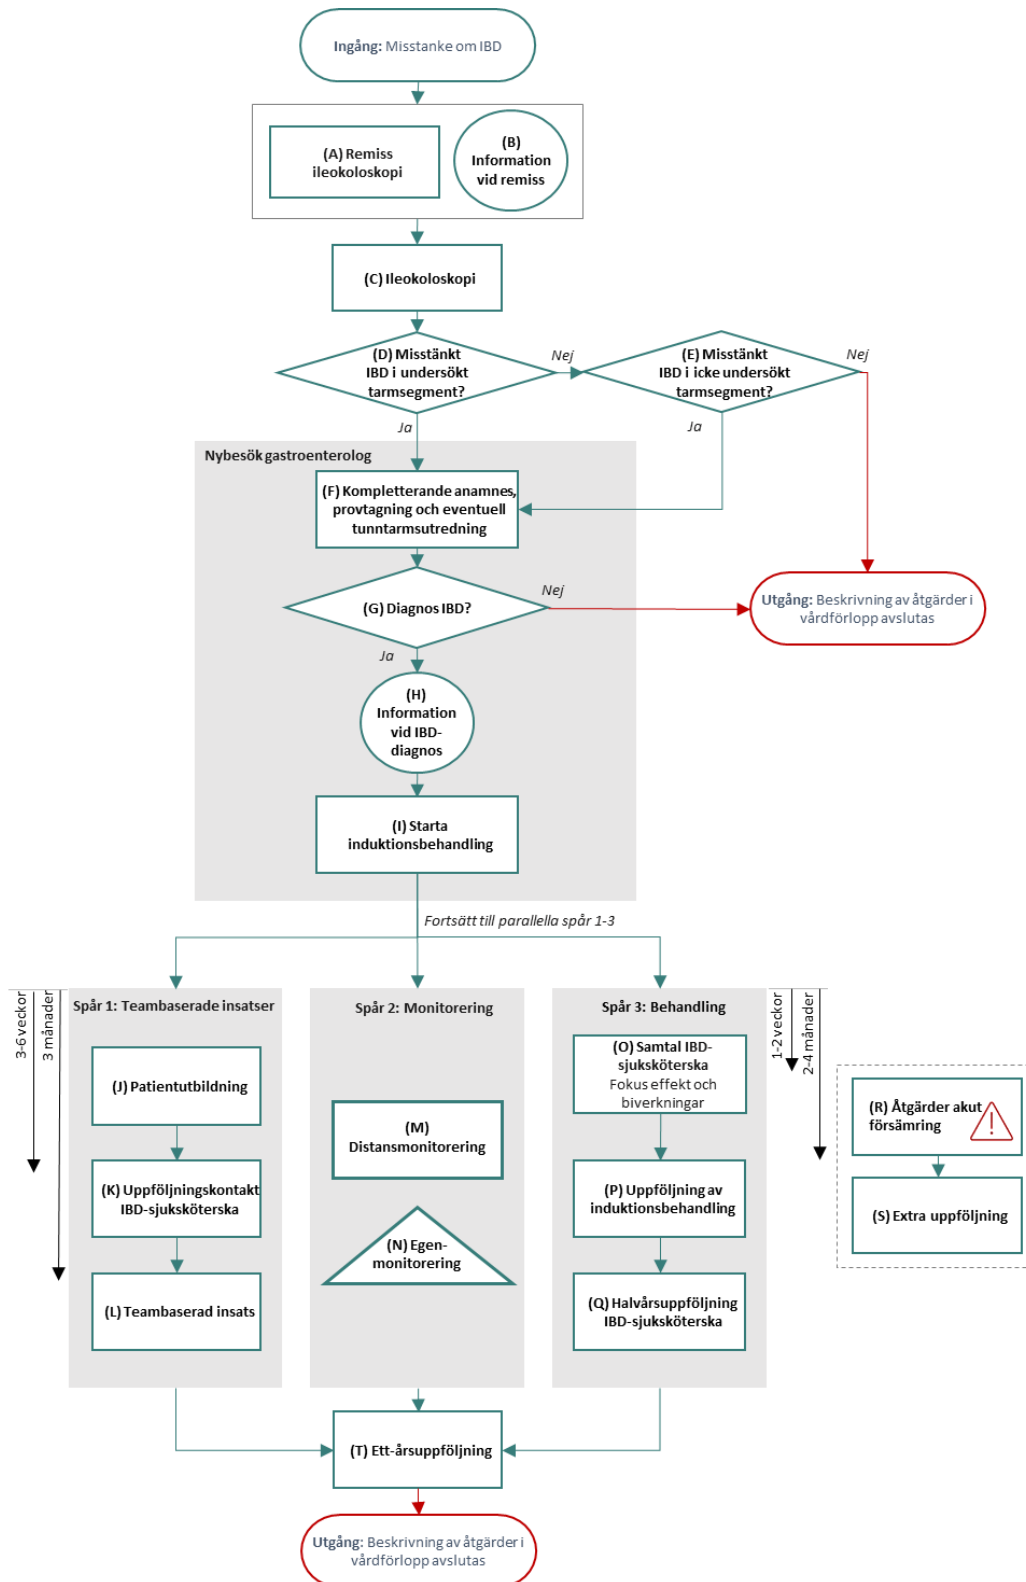 Ingång: Misstanke om IBD
(A) Remiss
ileokoloskopi
(B)
Information
vid remiss
(C) Ileokoloskopi
(D) Misstänkt
IBD i undersökt
tarmsegment?
Nej
(E) Misstänkt
IBD i icke undersökt
tarmsegment?
Nej
Ja
Ja
Nybesök gastroenterolog
(F) Kompletterande anamnes,
provtagning och eventuell
tunntarmsutredning
(G) Diagnos IBD?
Nej
Utgång: Beskrivning av åtgärder i
vårdförlopp avslutas
Ja
(H)
Information
vid IBD-
diagnos
(I) Starta
induktionsbehandling
Fortsätt till parallella spår 1-3
3-6 veckor
3 månader
Spår 1: Teambaserade insatser
(J) Patientutbildning
(K) Uppföljningskontakt
IBD-sjuksköterska
(L) Teambaserad insats
Spår 2: Monitorering
(M)
Distansmonitorering
(N) Egen-
monitorering
Spår 3: Behandling
(O) Samtal IBD-
sjuksköterska
Fokus effekt och
biverkningar
(P) Uppföljning av
induktionsbehandling
(Q) Halvårsuppföljning
IBD-sjuksköterska
1-2 veckor
2-4 månader
(R) Åtgärder akut
försämring
(S) Extra uppföljning
(T) Ett-årsuppföljning
Utgång: Beskrivning av åtgärder i
vårdförlopp avslutas